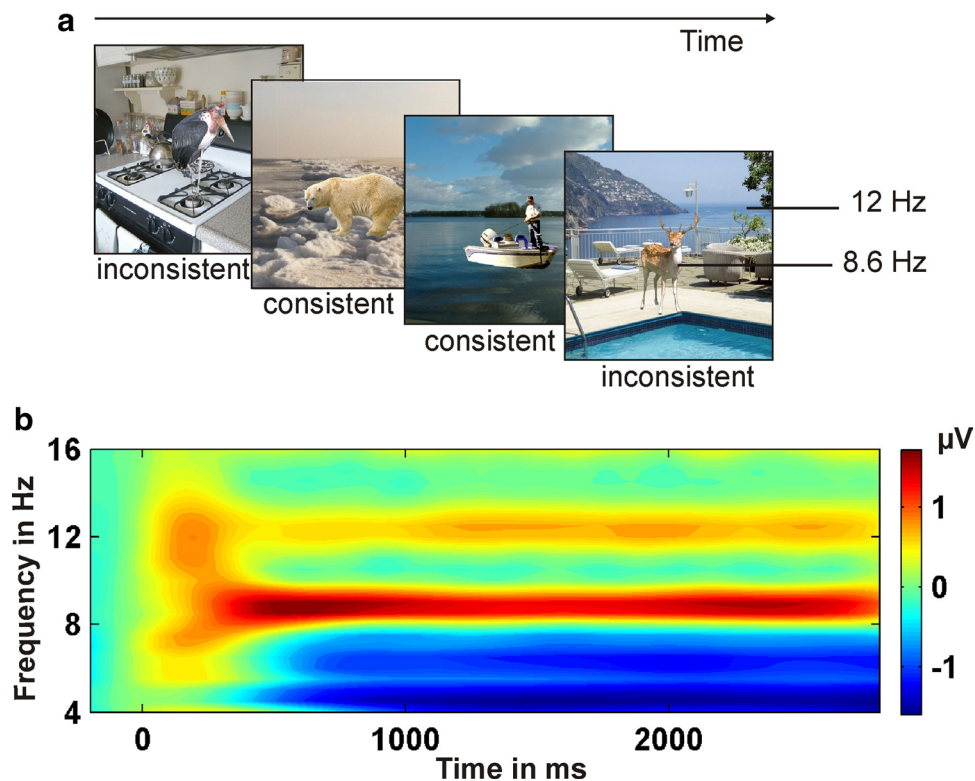 a
Time
inconsistent
consistent
consistent
inconsistent
12 Hz
8.6 Hz
b
µV
16
12
8
4
Frequency in Hz
0
1000
2000
Time in ms
1
0
-1